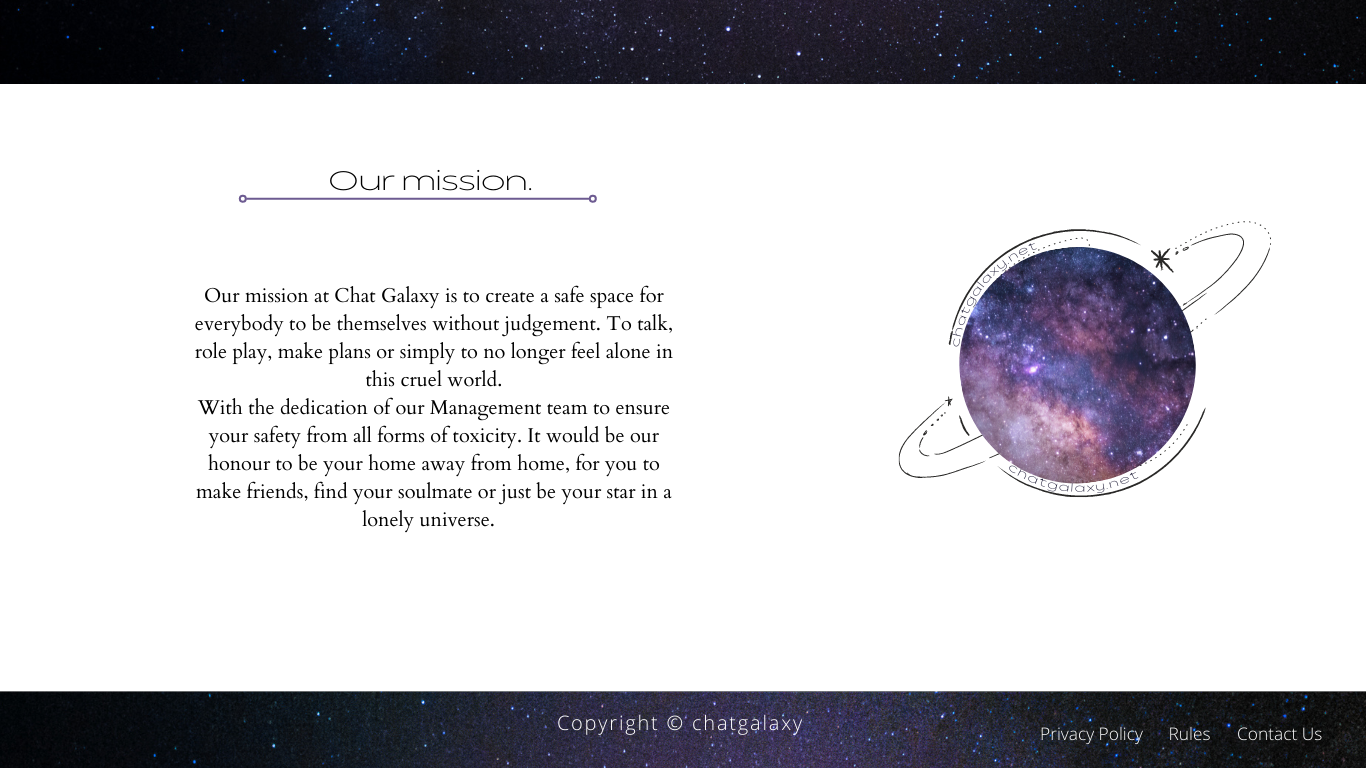 Our mission.
Our mission at Chat Galaxy is to create a safe space for
everybody to be themselves without judgement. To talk,
role play, make plans or simply to no longer feel alone in
this cruel world.
With the dedication of our Management team to ensure
your safety from all forms of toxicity. It would be our
honour to be your home away from home, for you to
make friends, find your soulmate or just be your star in a
lonely universe.
chatgalaxy.net
chatgalaxy.net
Copyright © chatgalaxy
Privacy Policy Rules Contact Us